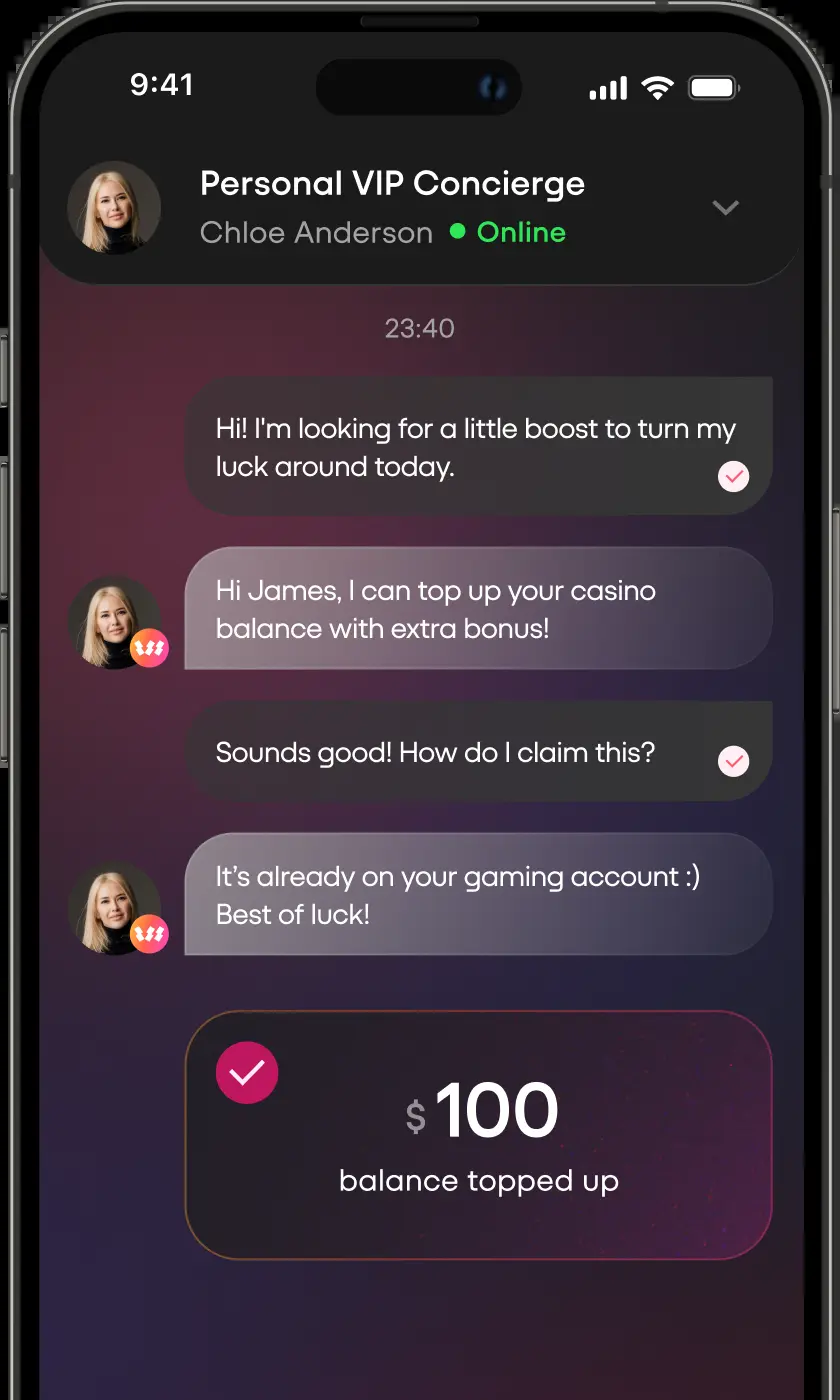 9:41
Personal VIP Concierge
Chloe Anderson Online
23:40
Hi! I'm looking for a little boost to turn my
luck around today.
Hi James, I can top up your casino
balance with extra bonus!
Sounds good! How do I claim this?
It’s already on your gaming account :)
Best of luck!
$100
balance topped up